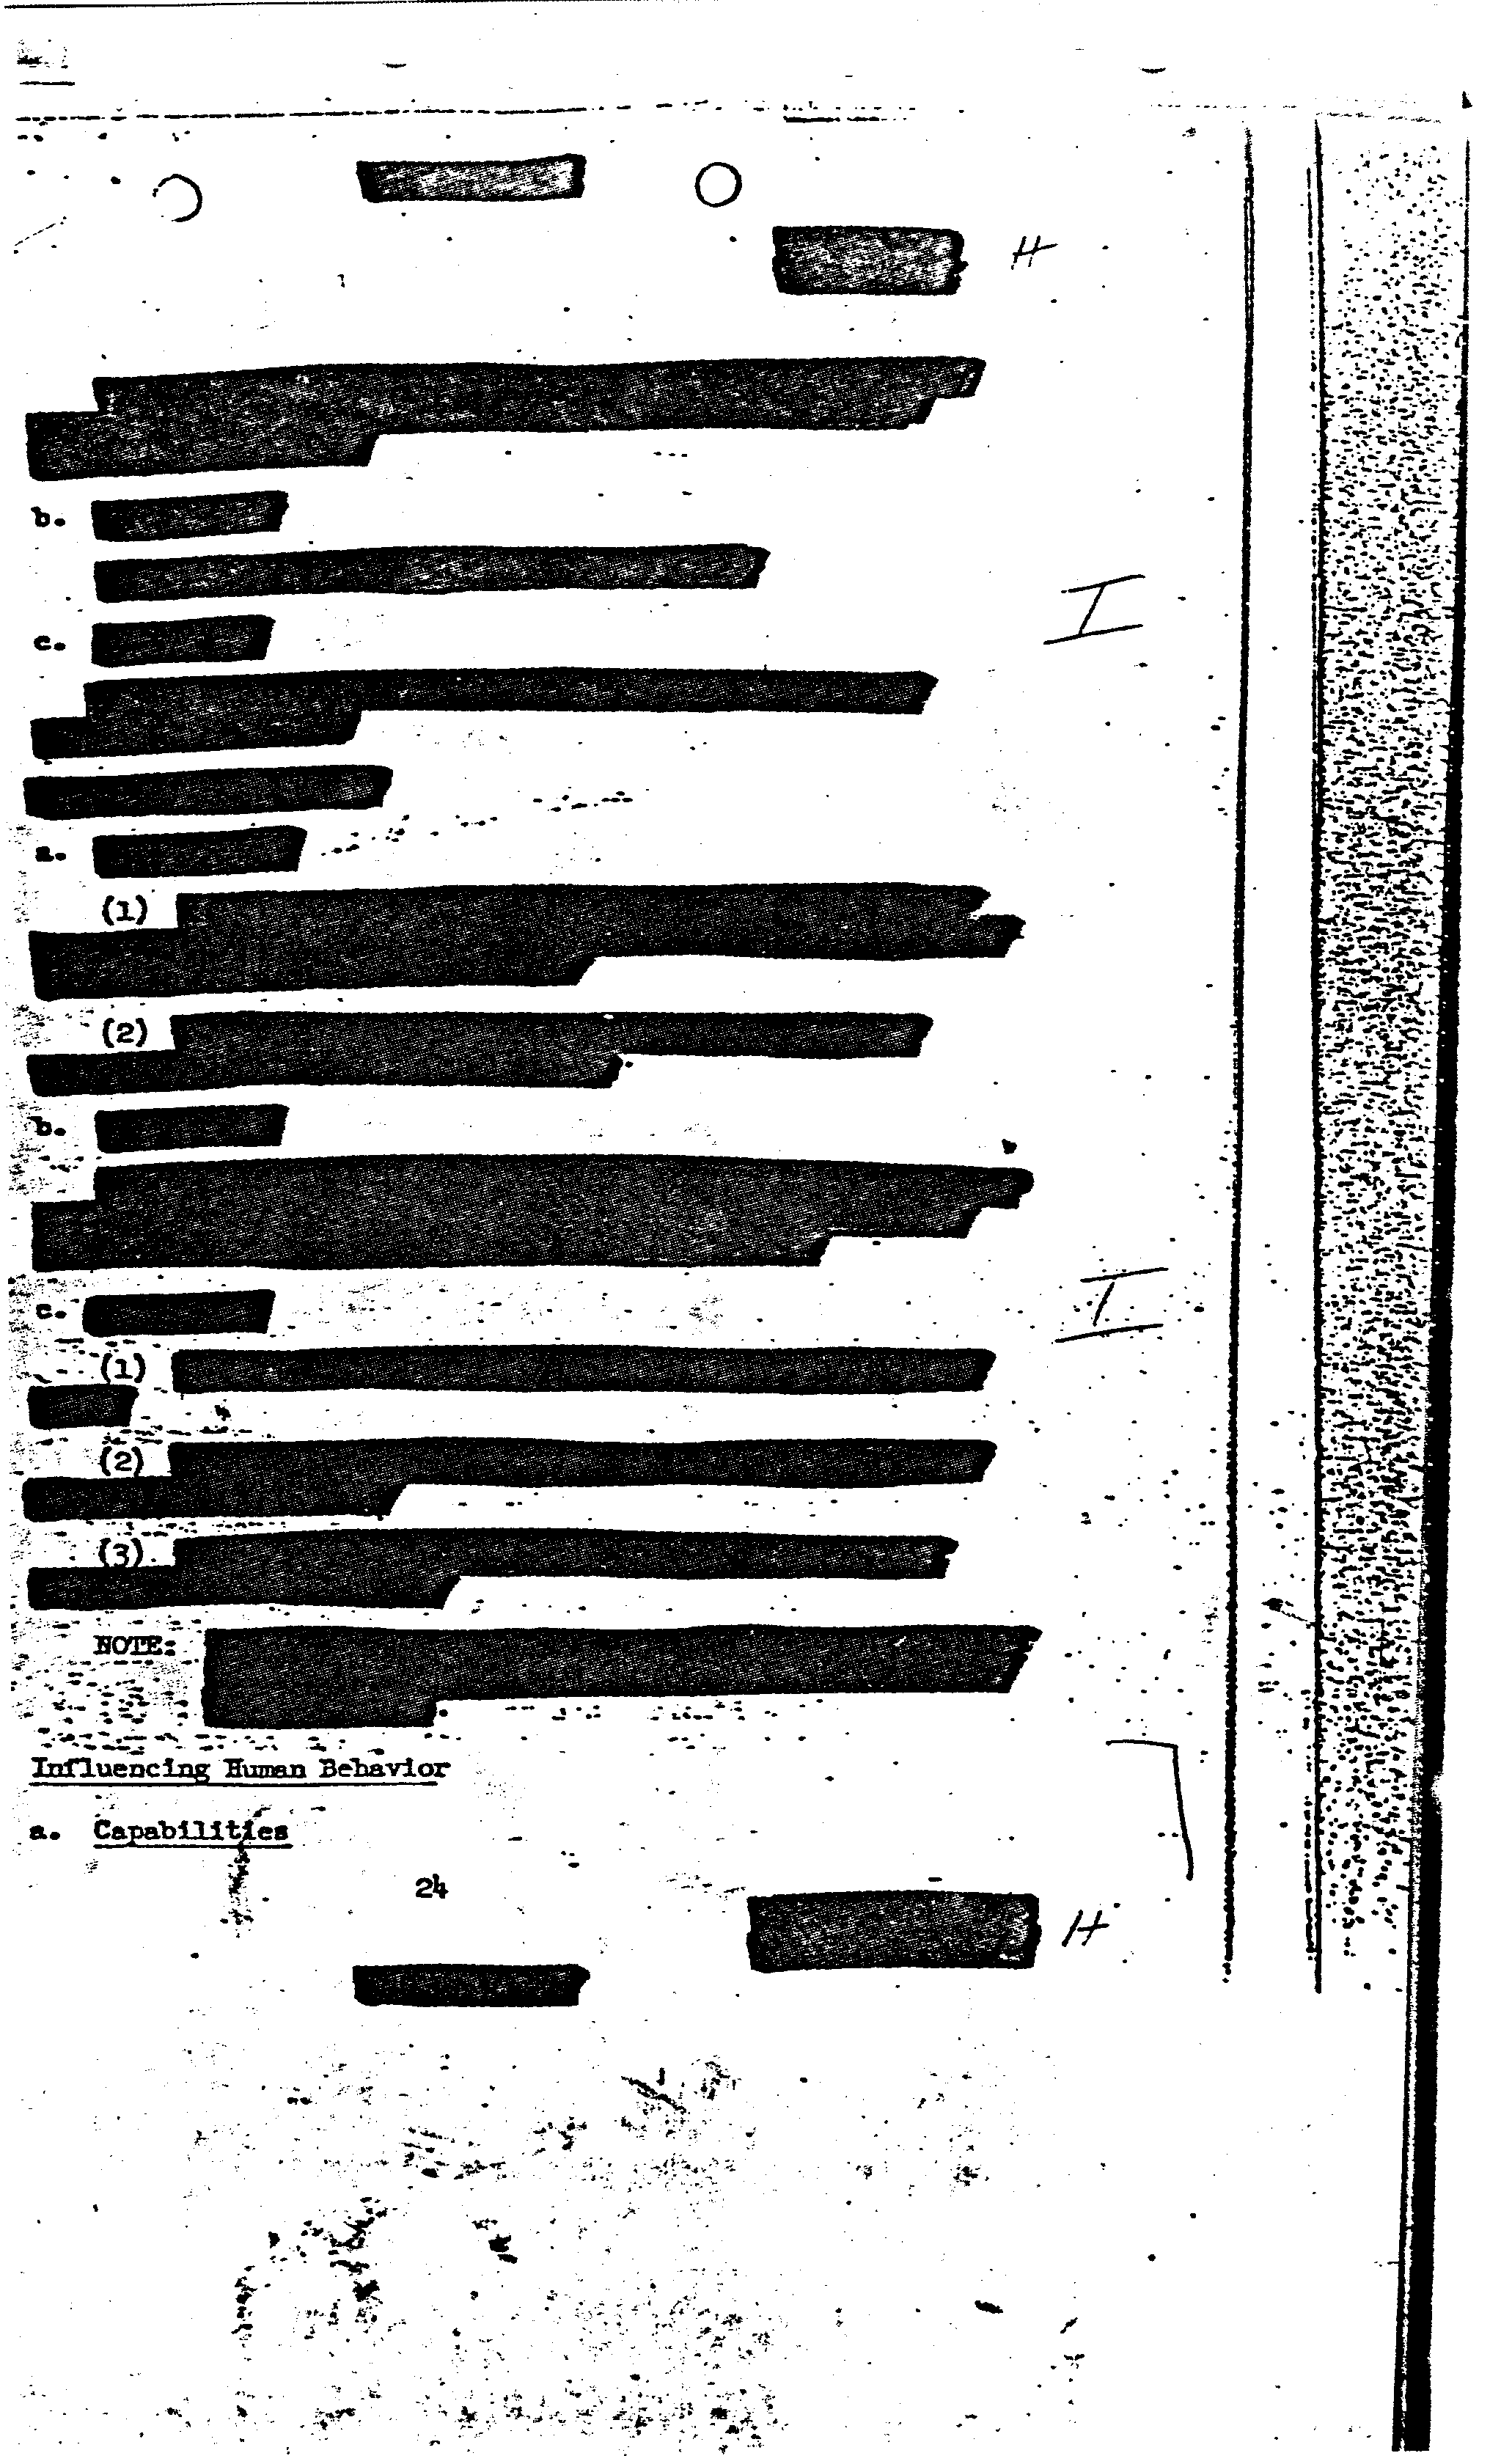 H
b.
I
c.
a.
(1)
(2)
b.
c.
I
(1)
(2)
(3)
NOTE:
Influencing Human Behavior
a. Capabilities
24
H